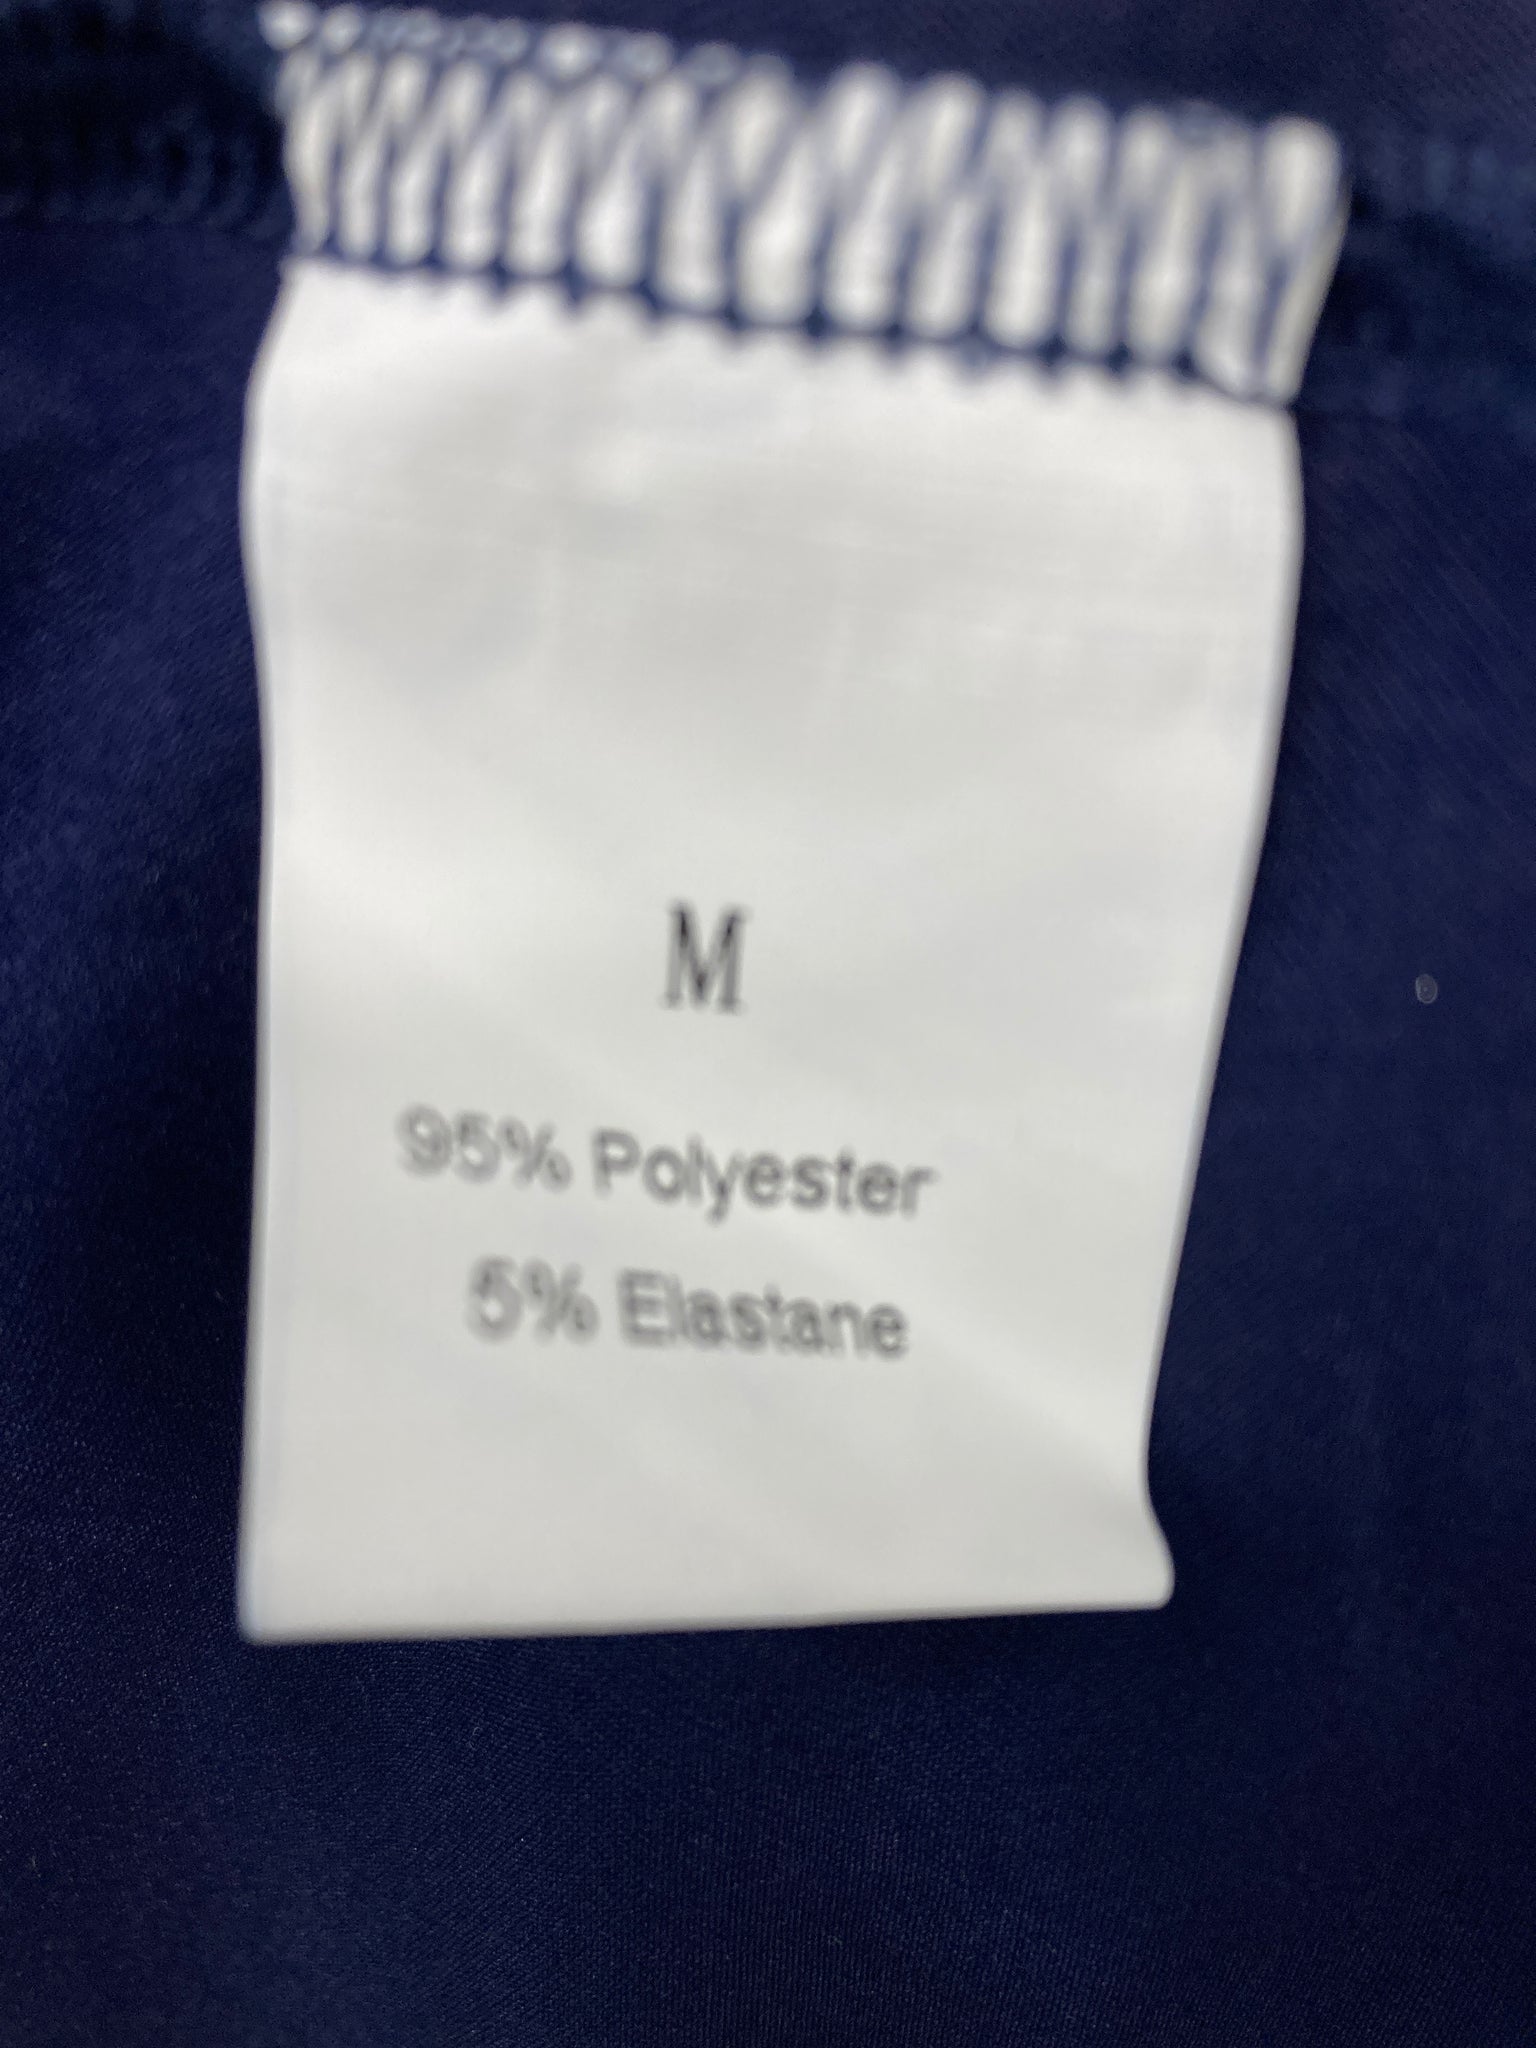 M
95% Polyester
5% Elastane